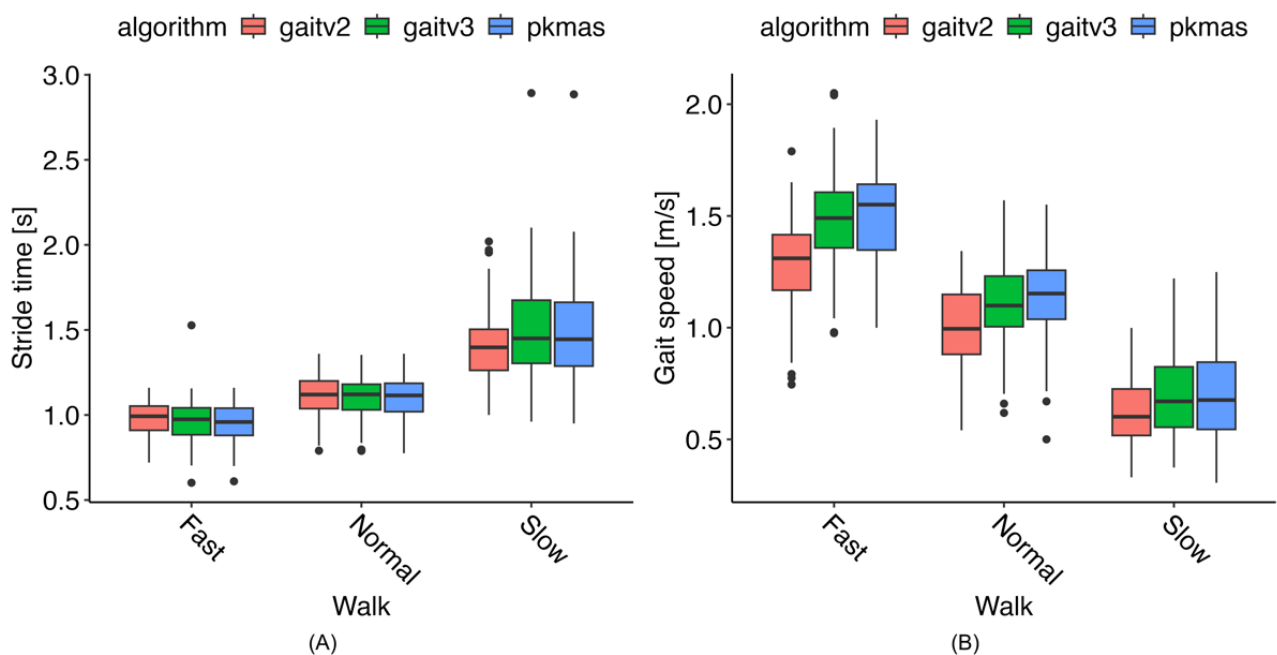 algorithm gaitv2 gaitv3 pkmas
3.0
2.5
2.0
1.5
1.0
0.5
Stride time [s]
Fast Normal Slow
Walk
(A)
algorithm gaitv2 gaitv3 pkmas
2.0
1.5
1.0
0.5
Gait speed [m/s]
Fast Normal Slow
Walk
(B)